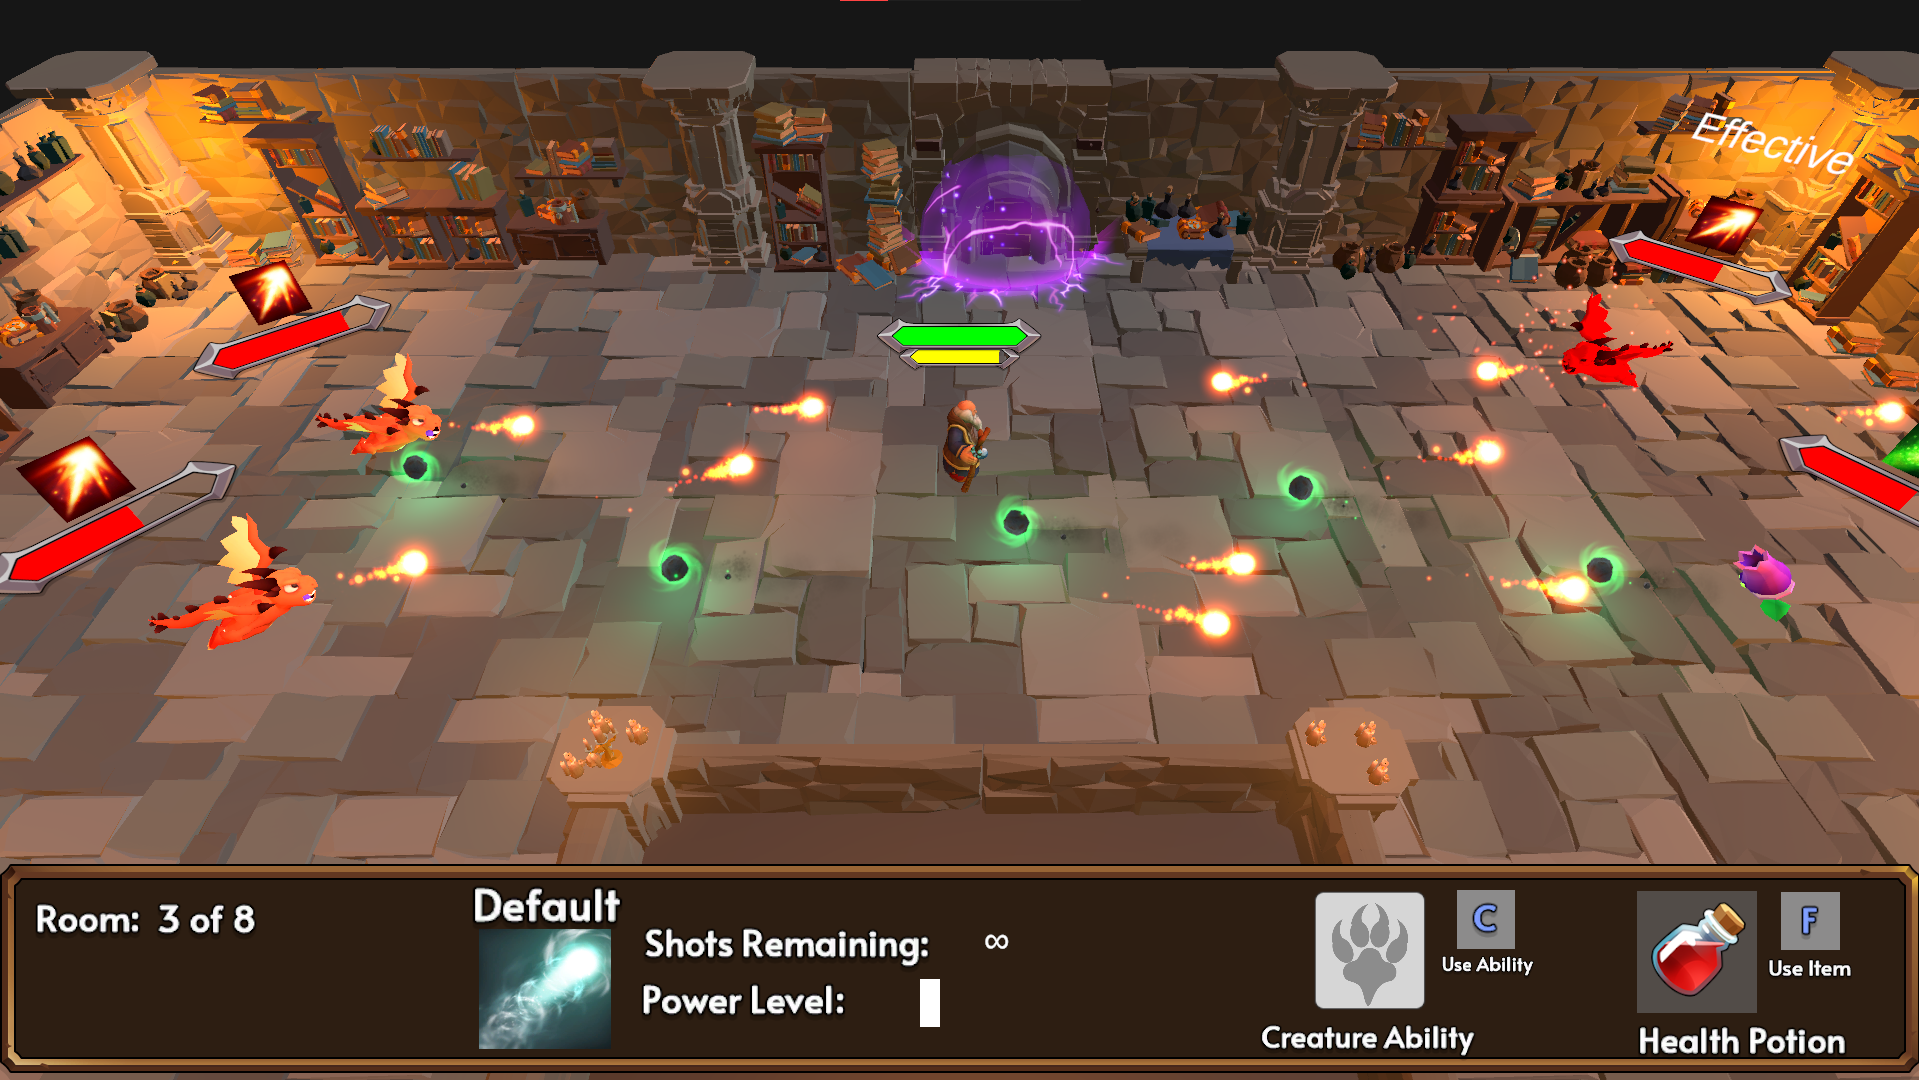 Effective
Room: 3 of 8
Default
Shots Remaining: ∞
Power Level:
C
Use Ability
Creature Ability
F
Use Item
Health Potion